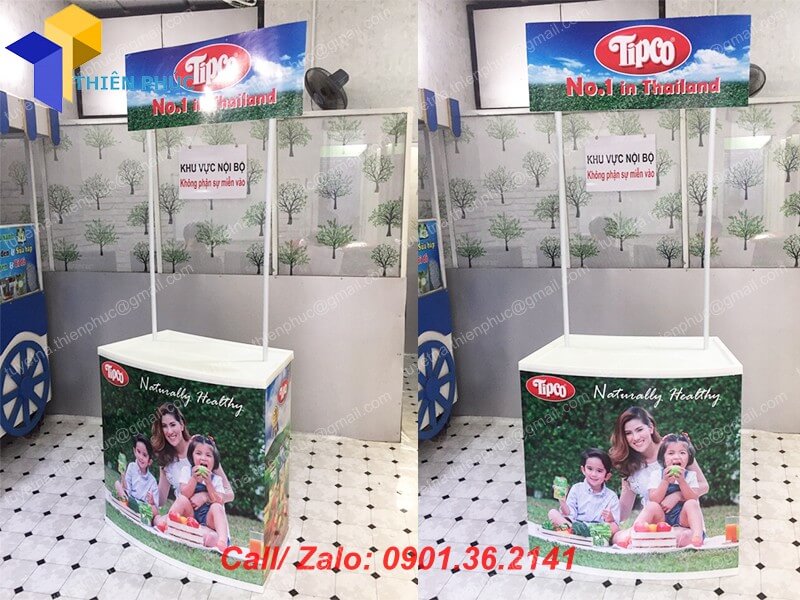 THIÊN PHÚC
Tipco
No.1 in Thailand
KHU VỰC NỘI BỘ
Không phận sự miễn vào
Tipco
Naturally Healthy
Tipco
No.1 in Thailand
KHU VỰC NỘI BỘ
Không phận sự miễn vào
Tipco
Naturally Healthy
Call/ Zalo: 0901.36.2141